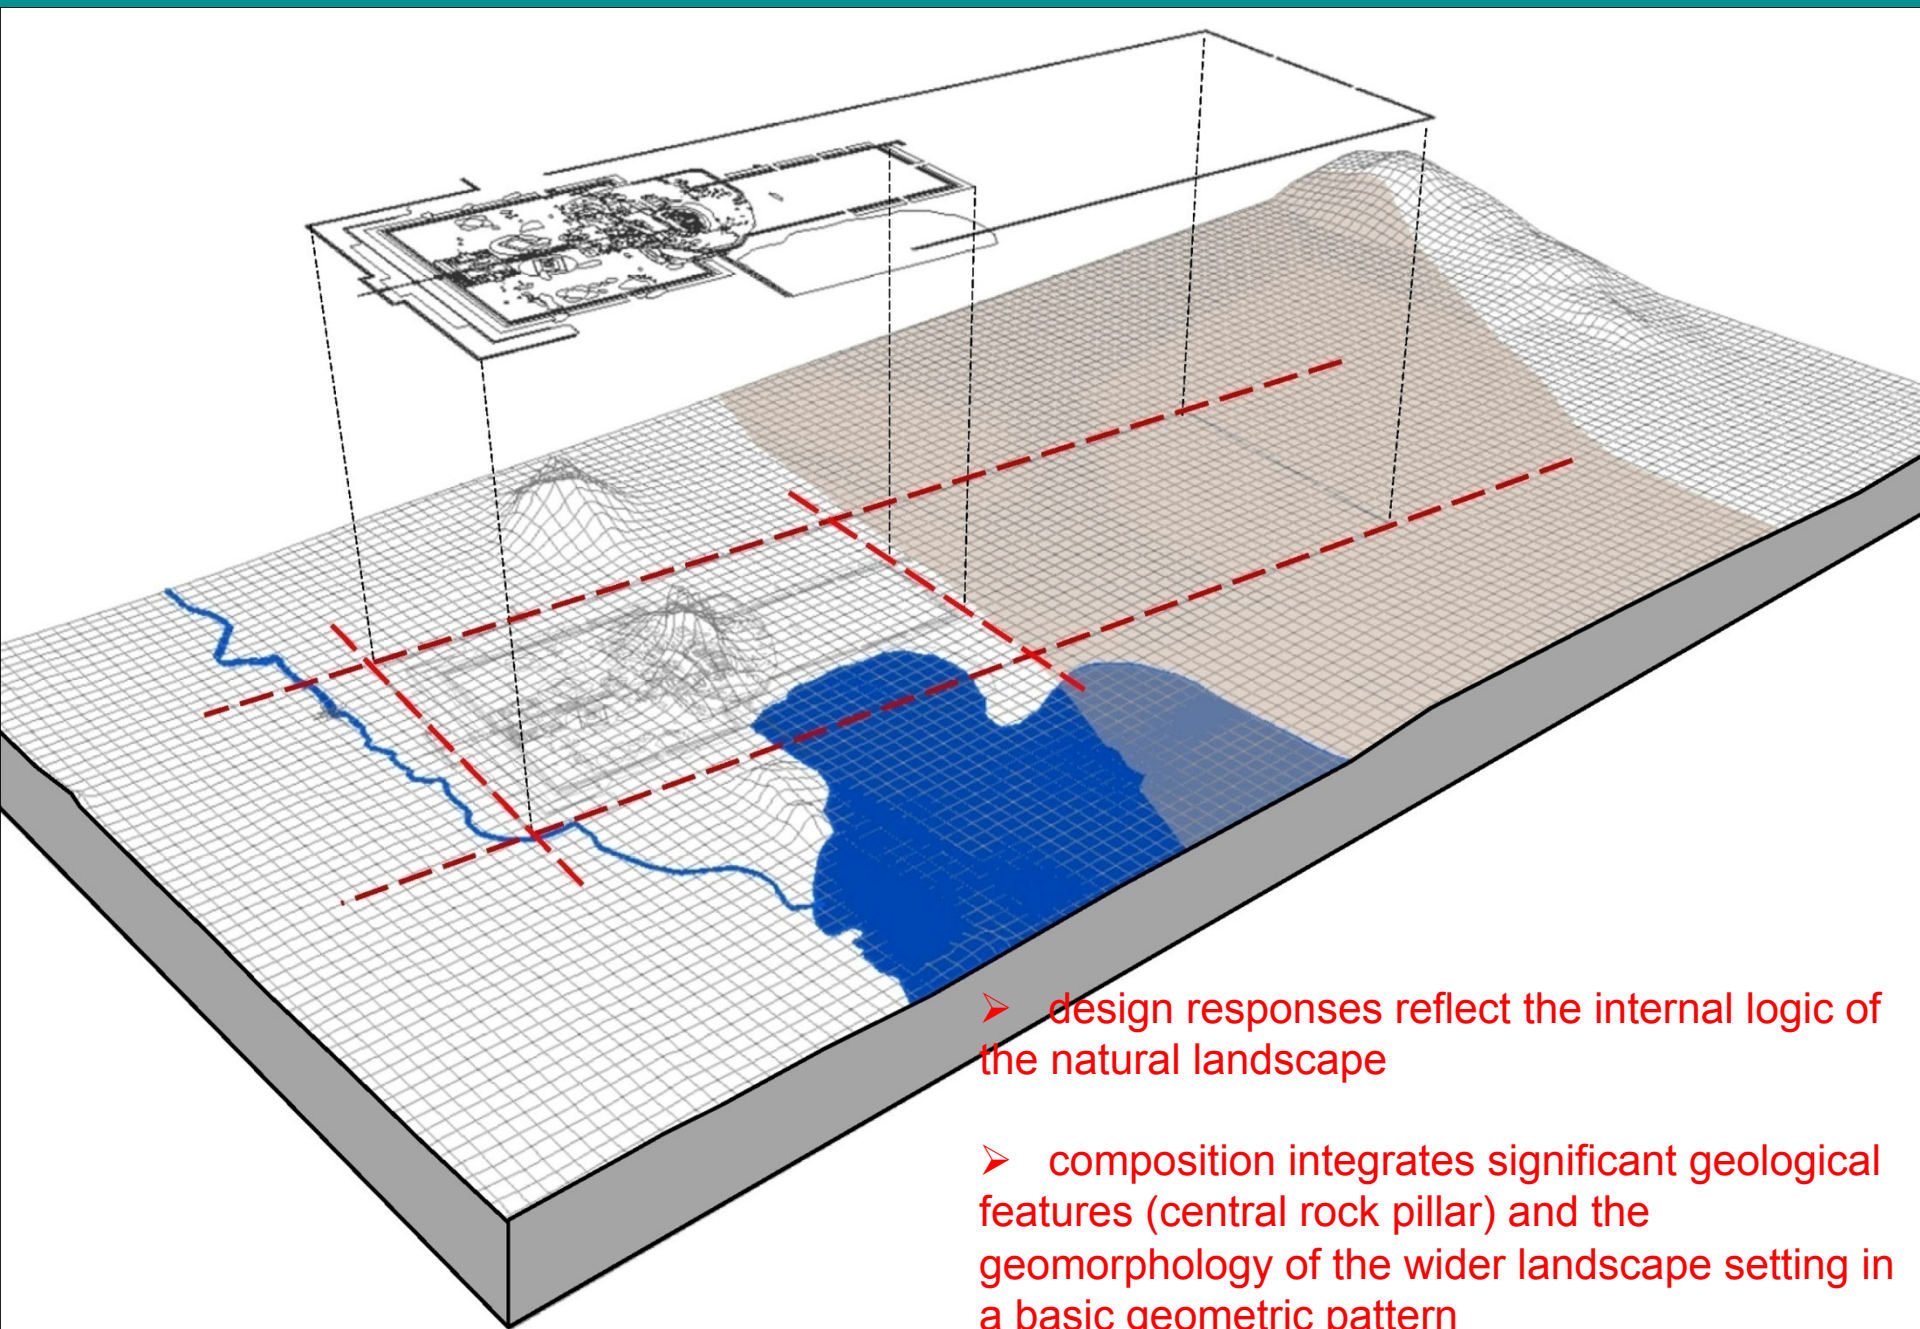 ➢ design responses reflect the internal logic of
the natural landscape
➢ composition integrates significant geological
features (central rock pillar) and the
geomorphology of the wider landscape setting in
a basic geometric pattern